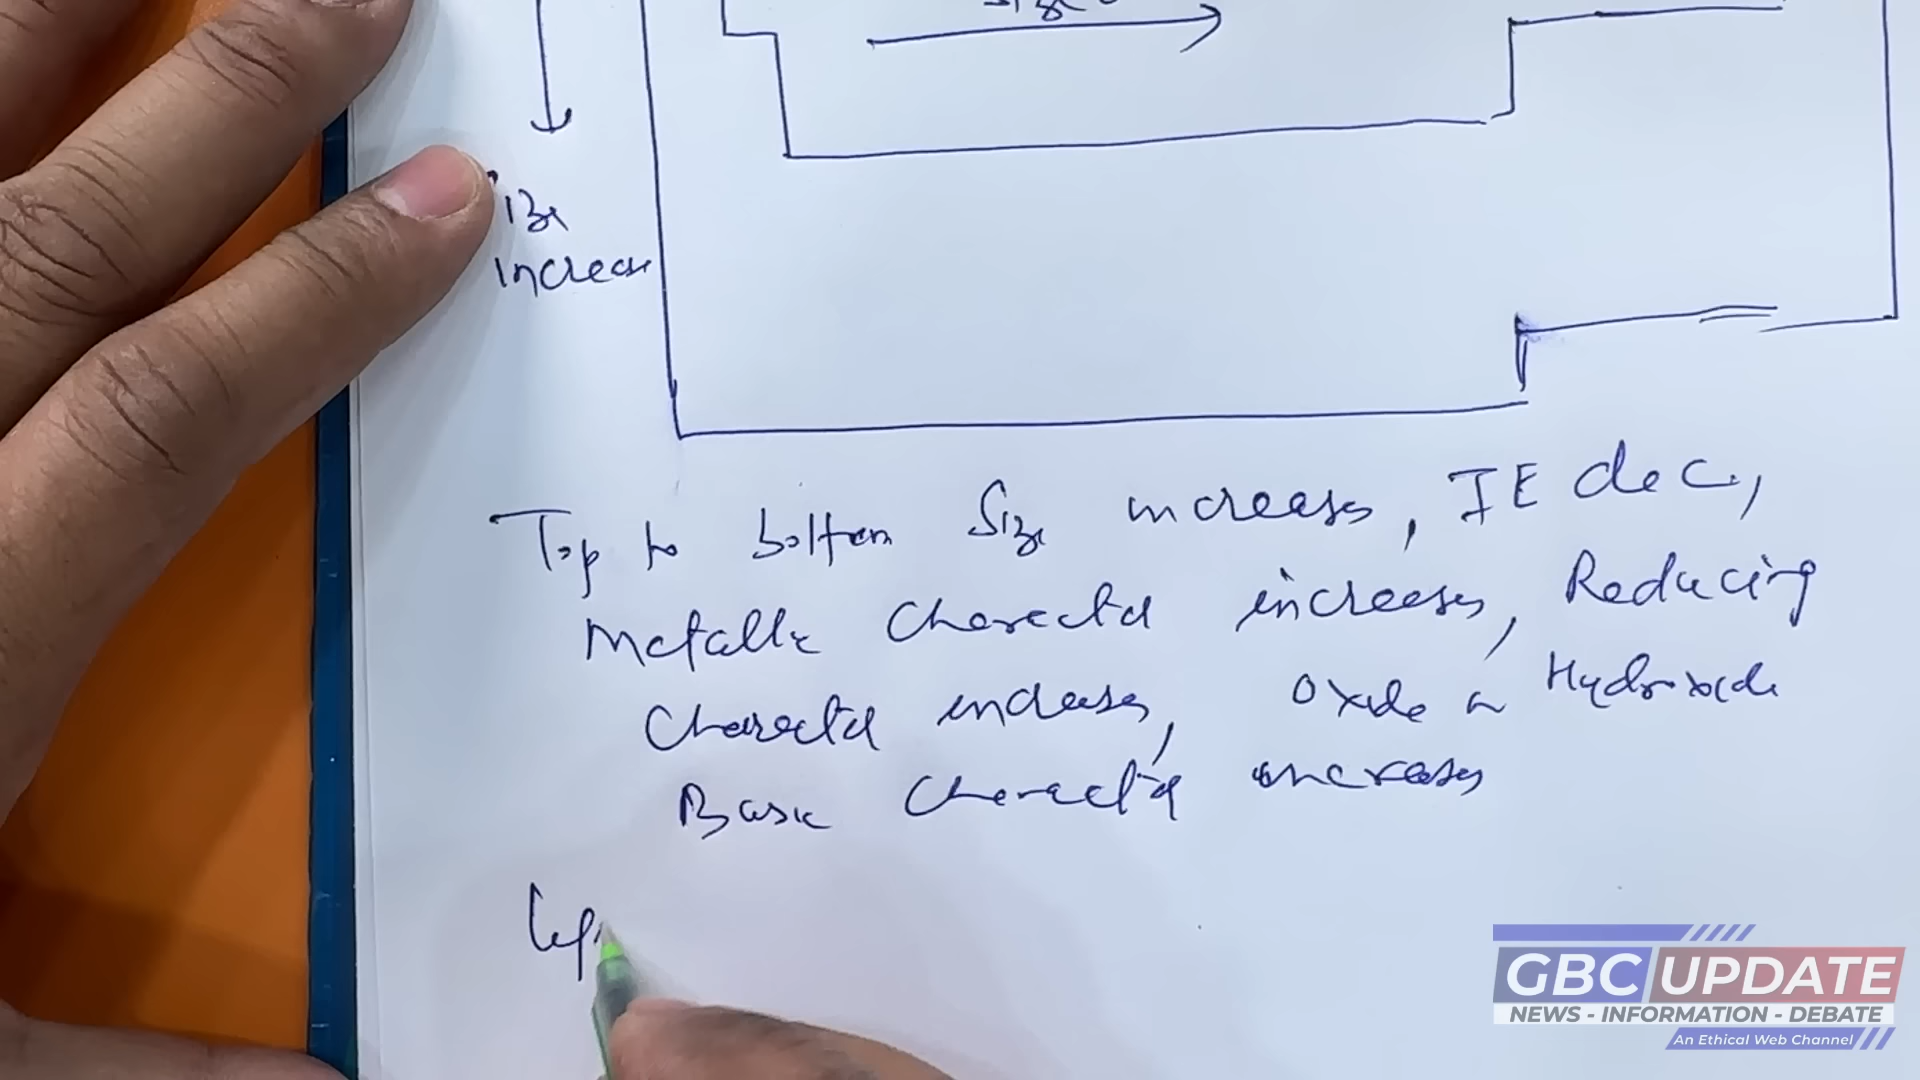 Size
Increase
Top to bottom Size increases, IE dec,
Metallic Character increases, Reducing
Character increases, Oxide or Hydroxide
Basic Character increases
Lef
GBC UPDATE
NEWS - INFORMATION - DEBATE
An Ethical Web Channel